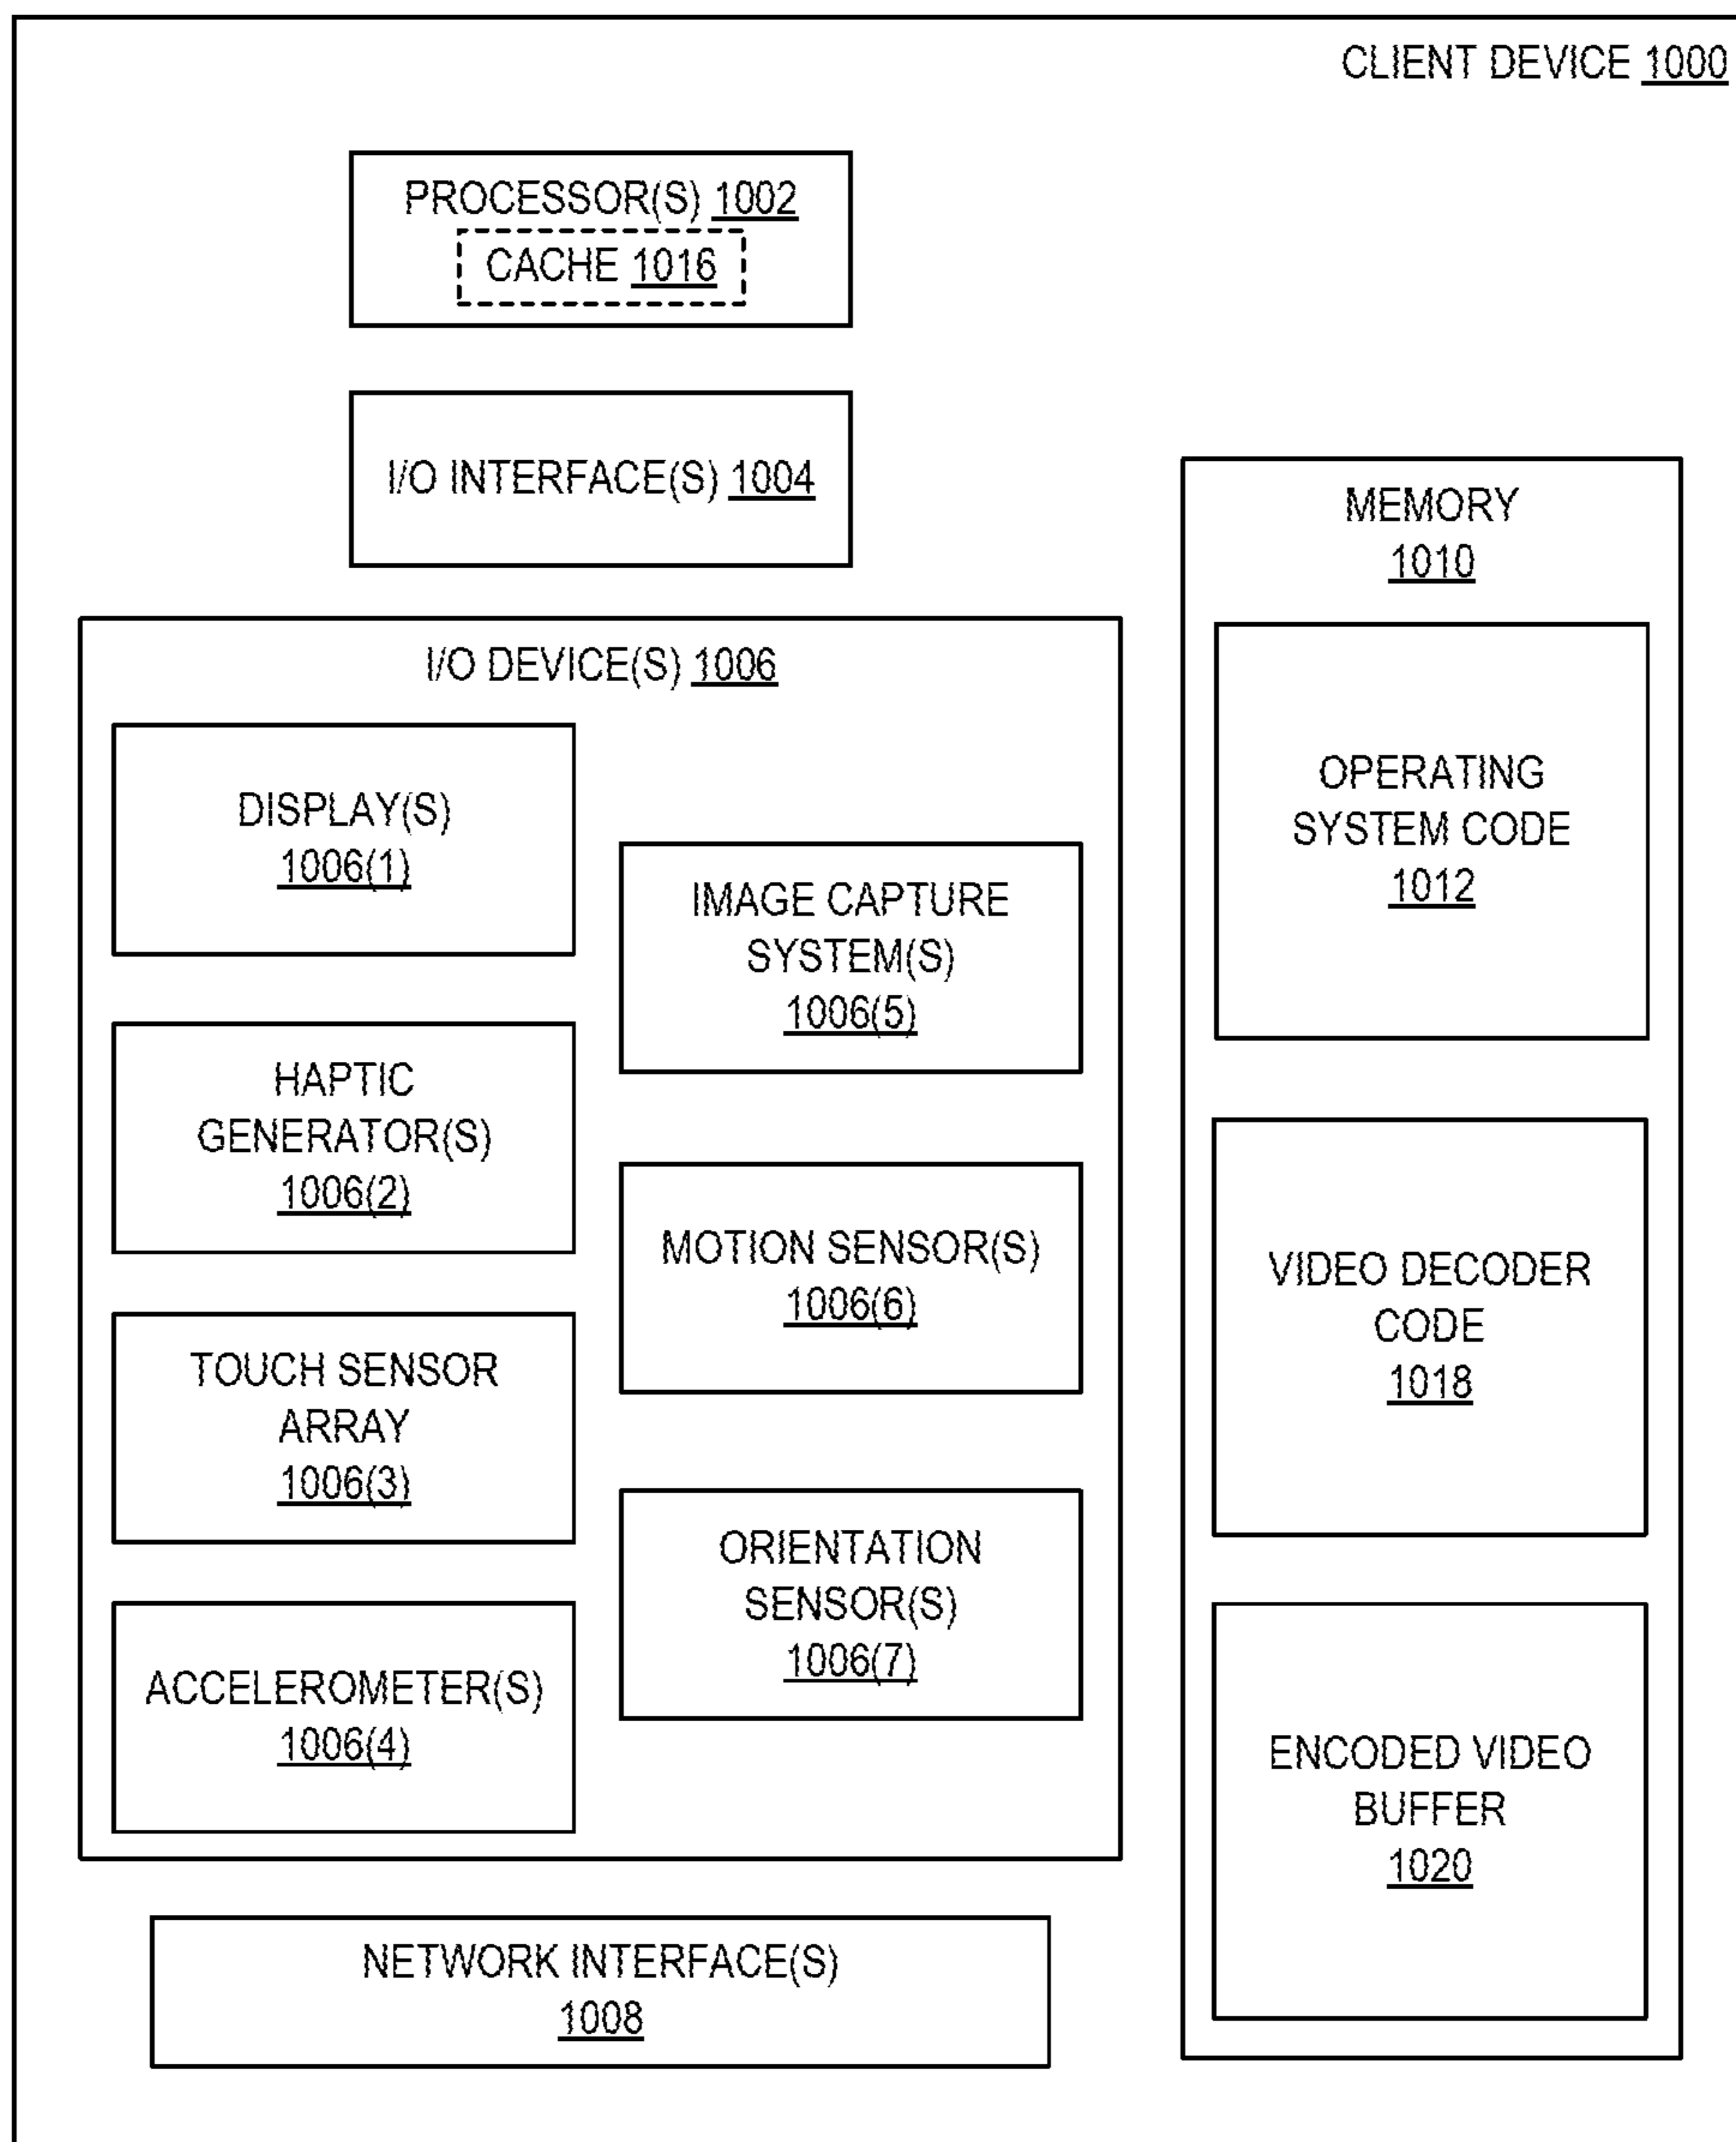 CLIENT DEVICE 1000
PROCESSOR(S) 1002
CACHE 1016
I/O INTERFACE(S) 1004
I/O DEVICE(S) 1006
DISPLAY(S)
1006(1)
HAPTIC
GENERATOR(S)
1006(2)
TOUCH SENSOR
ARRAY
1006(3)
ACCELEROMETER(S)
1006(4)
IMAGE CAPTURE
SYSTEM(S)
1006(5)
MOTION SENSOR(S)
1006(6)
ORIENTATION
SENSOR(S)
1006(7)
NETWORK INTERFACE(S)
1008
MEMORY
1010
OPERATING
SYSTEM CODE
1012
VIDEO DECODER
CODE
1018
ENCODED VIDEO
BUFFER
1020